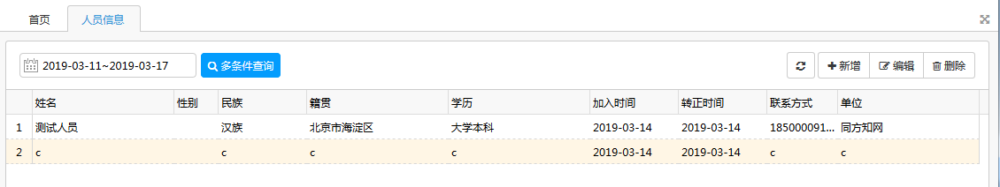 首页 人员信息
2019-03-11~2019-03-17 多条件查询 新增 编辑 删除
姓名 性别 民族 籍贯 学历 加入时间 转正时间 联系方式 单位
1 测试人员 汉族 北京市海淀区 大学本科 2019-03-14 2019-03-14 185000091... 同方知网
2 c c c c 2019-03-14 2019-03-14 c c